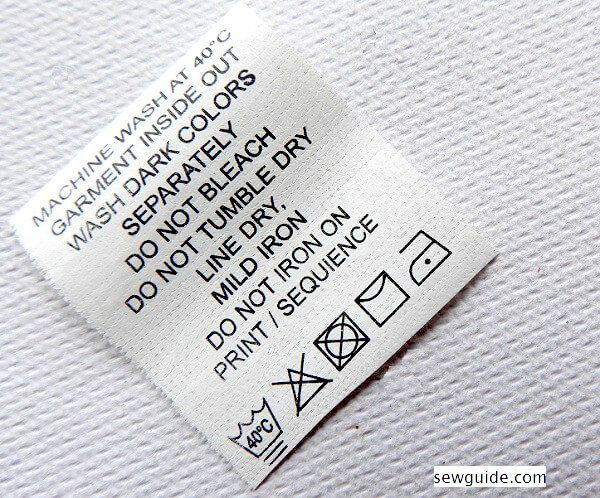 MACHINE WASH AT 40°C
GARMENT INSIDE OUT
WASH DARK COLORS
SEPARATELY
DO NOT BLEACH
DO NOT TUMBLE DRY
LINE DRY,
MILD IRON
DO NOT IRON ON
PRINT / SEQUIENCE
40°C
sewguide.com